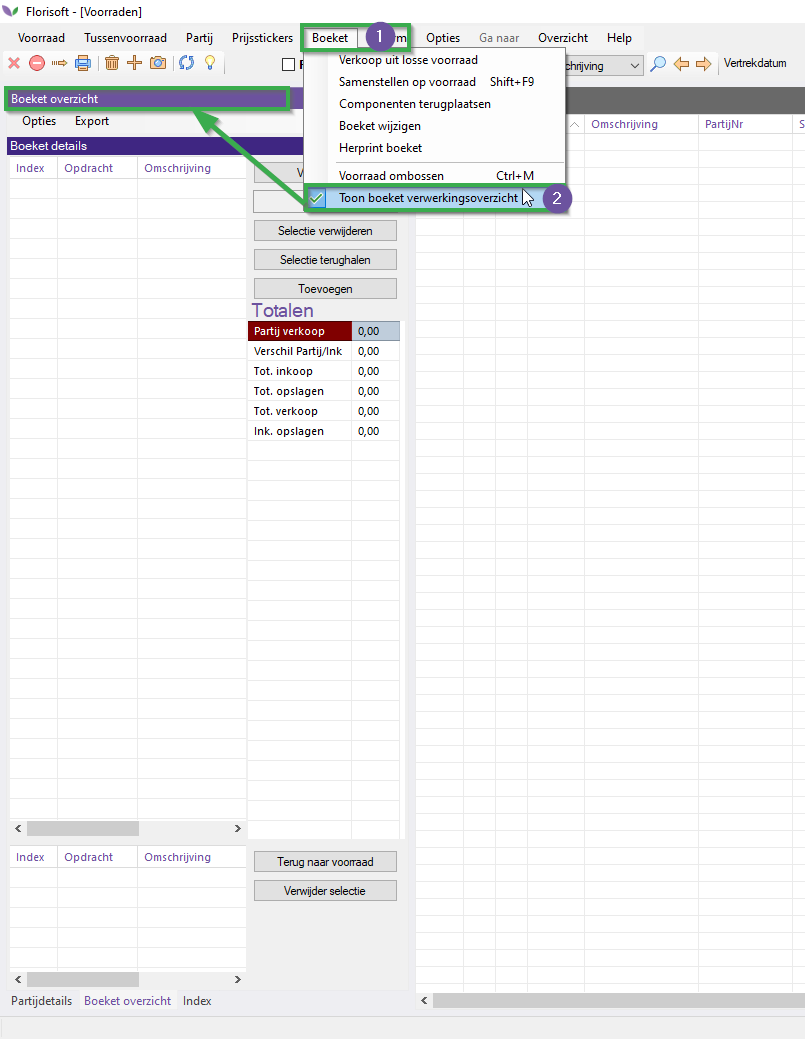 Florisoft - [Voorraden]
Voorraad Tussenvoorraad Partij Prijsstickers Boeket 1 m Opties Ga naar Overzicht Help
chrijving Vertrekdatum
Verkoop uit losse voorraad
Samenstellen op voorraad Shift+F9
Componenten terugplaatsen
Boeket wijzigen
Herprint boeket
Voorraad ombossen Ctrl+M
Toon boeket verwerkingsoverzicht 2
Boeket overzicht
Opties Export
Boeket details
Index Opdracht Omschrijving
Selectie verwijderen
Selectie terughalen
Toevoegen
Totalen
Partij verkoop 0,00
Verschil Partij/Ink 0,00
Tot. inkoop 0,00
Tot. opslagen 0,00
Tot. verkoop 0,00
Ink. opslagen 0,00
Omschrijving PartijNr S
Index Opdracht Omschrijving
Terug naar voorraad
Verwijder selectie
Partijdetails Boeket overzicht Index